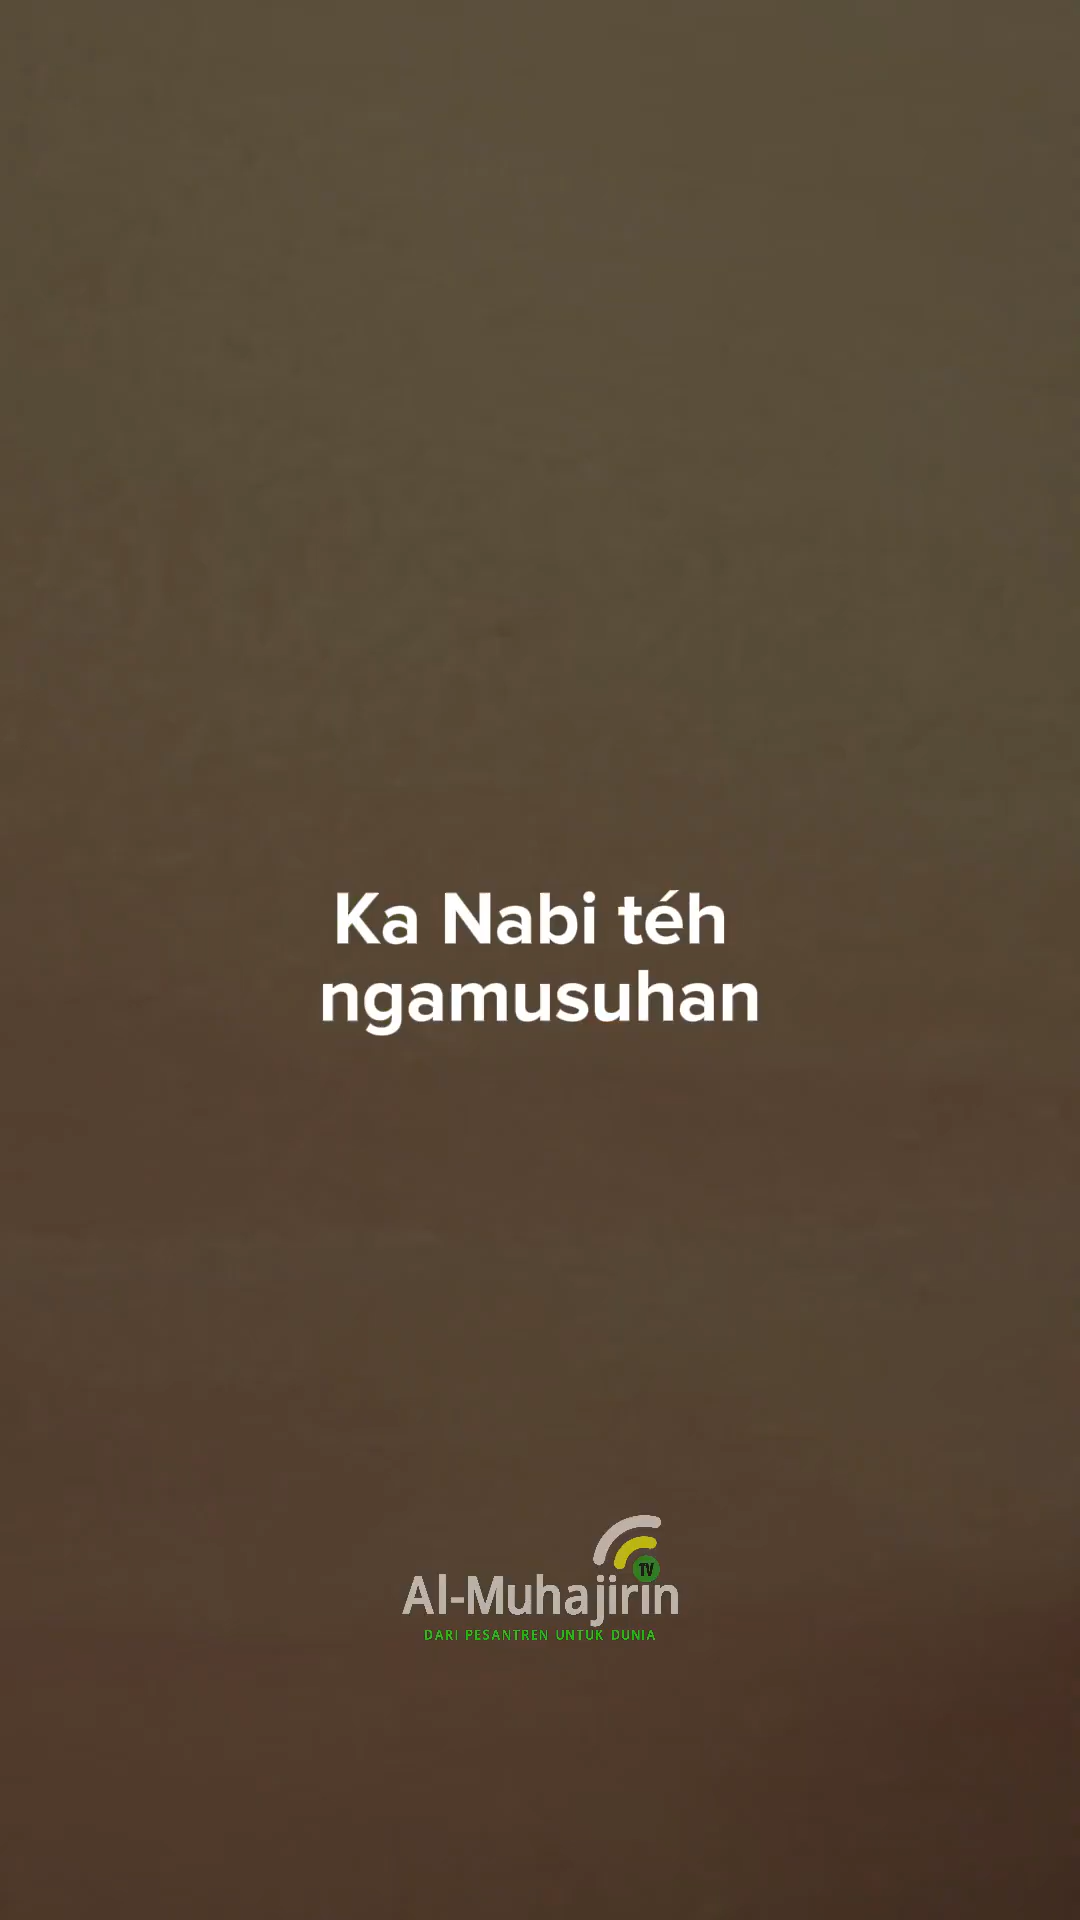 Ka Nabi téh
ngamusuhan
TV
Al-Muhajirin
DARI PESANTREN UNTUK DUNIA